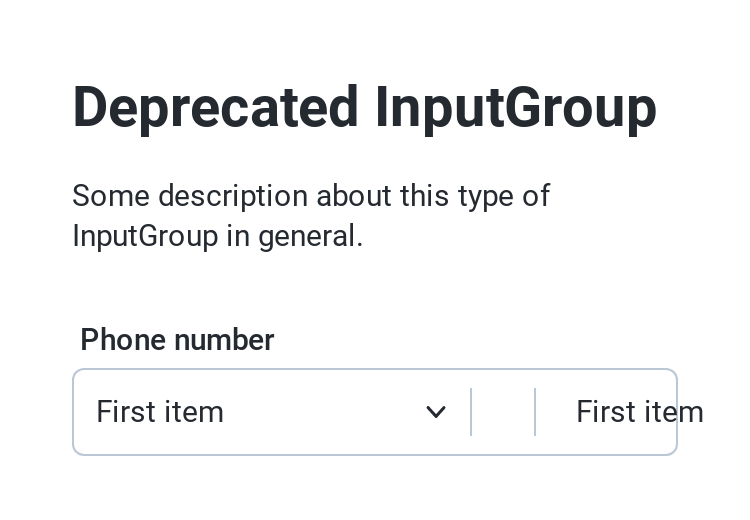 Deprecated InputGroup
Some description about this type of
InputGroup in general.
Phone number
First item First item